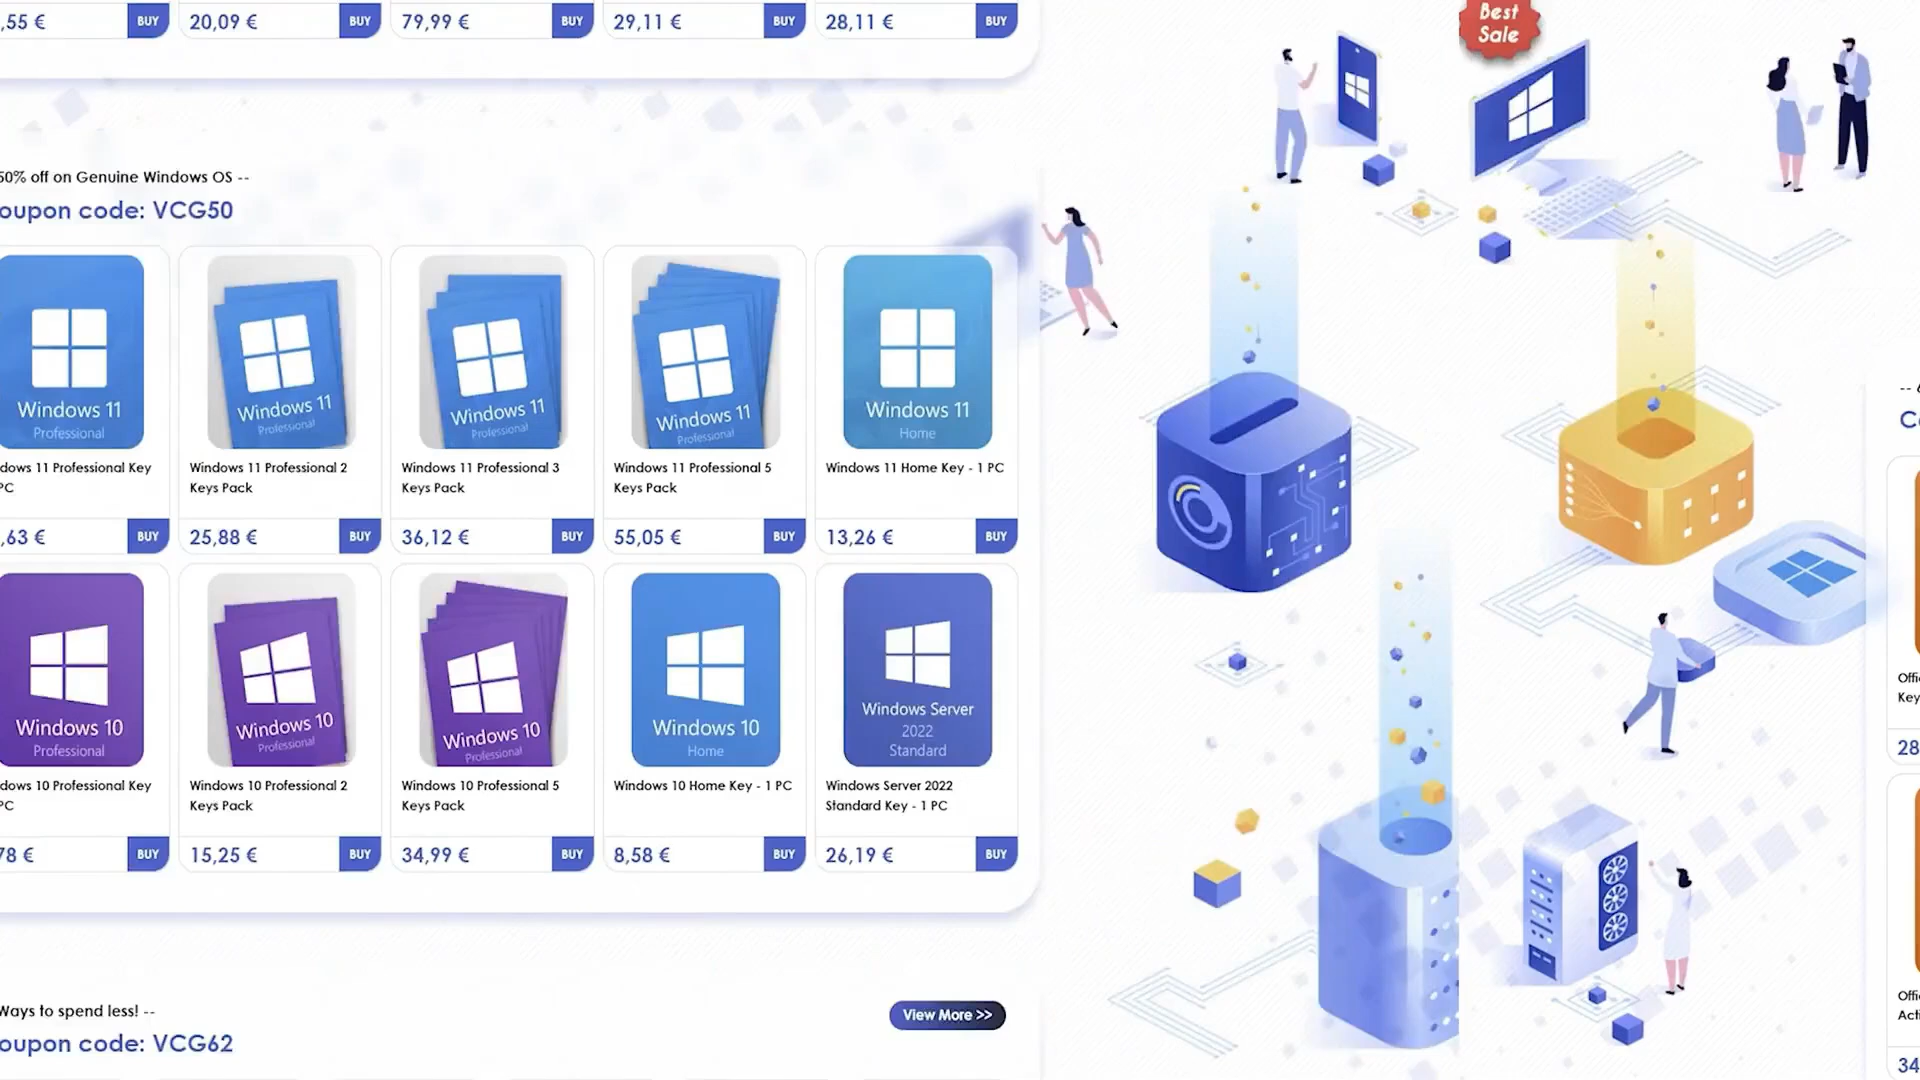 ,55 €
BUY
20,09 €
BUY
79,99 €
BUY
29,11 €
BUY
28,11 €
BUY
Best
Sale
50% off on Genuine Windows OS --
oupon code: VCG50
Windows 11
Professional
Windows 11
Professional
Windows 11
Professional
Windows 11
Professional
Windows 11
Home
dows 11 Professional Key
PC
Windows 11 Professional 2
Keys Pack
Windows 11 Professional 3
Keys Pack
Windows 11 Professional 5
Keys Pack
Windows 11 Home Key - 1 PC
,63 €
BUY
25,88 €
BUY
36,12 €
BUY
55,05 €
BUY
13,26 €
BUY
Windows 10
Professional
Windows 10
Professional
Windows 10
Professional
Windows 10
Home
Windows Server
2022
Standard
dows 10 Professional Key
PC
Windows 10 Professional 2
Keys Pack
Windows 10 Professional 5
Keys Pack
Windows 10 Home Key - 1 PC
Windows Server 2022
Standard Key - 1 PC
78 €
BUY
15,25 €
BUY
34,99 €
BUY
8,58 €
BUY
26,19 €
BUY
Ways to spend less! --
oupon code: VCG62
View More >>
Offi
Key
28
Offi
Acti
34